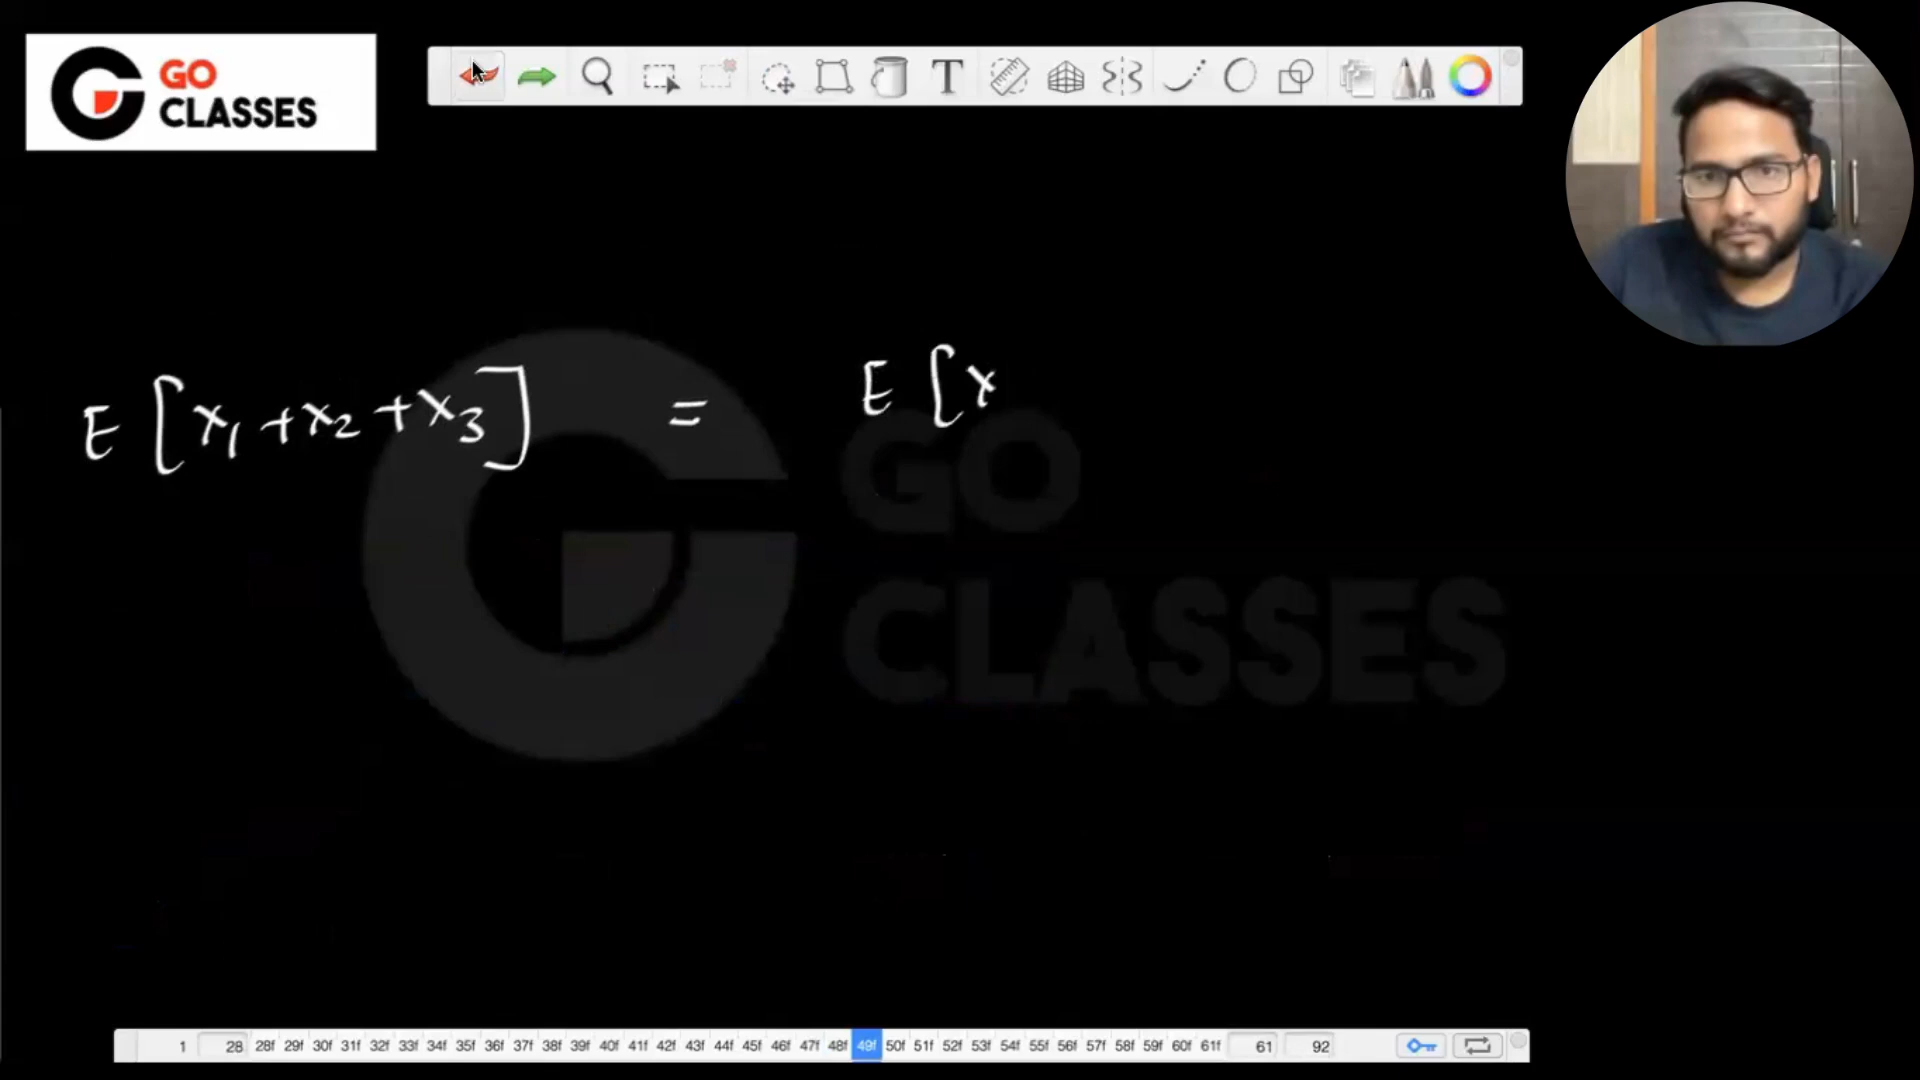 GO
CLASSES
T
E [x₁ + x₂ + x₃] = E [x
GO
CLASSES
1 28 28f 29f 30f 31f 32f 33f 34f 35f 36f 37f 38f 39f 40f 41f 42f 43f 44f 45f 46f 47f 48f 49f 50f 51f 52f 53f 54f 55f 56f 57f 58f 59f 60f 61f 61 92